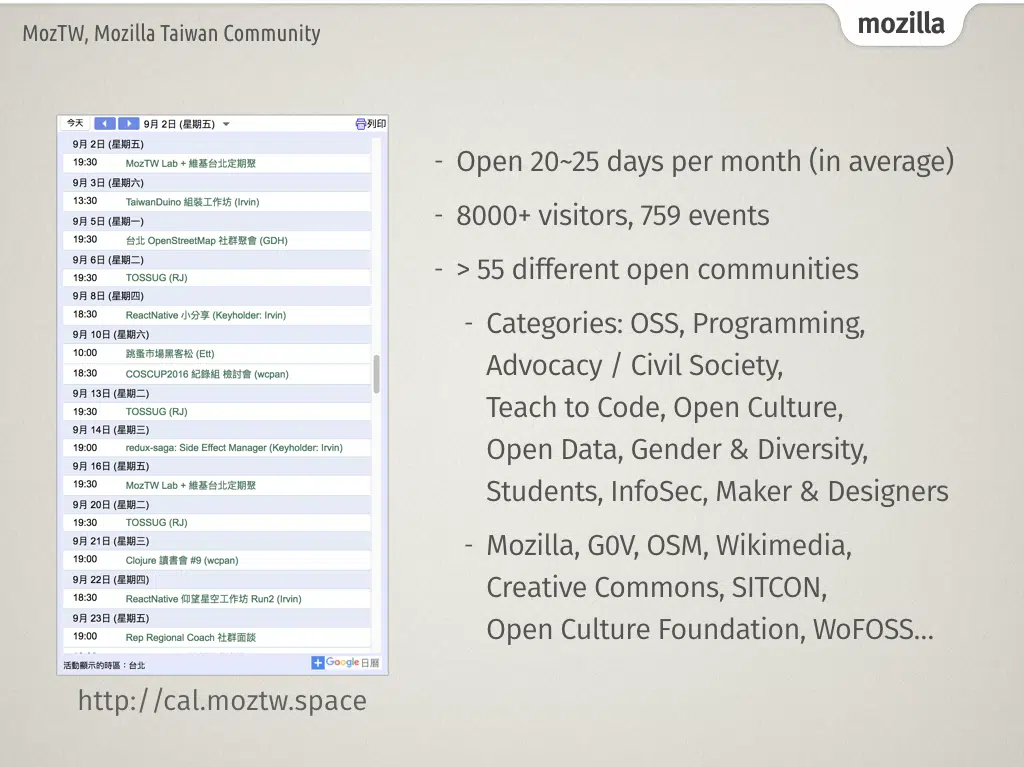 MozTW, Mozilla Taiwan Community
mozilla
今天 9月 2日 (星期五) 列印
9月 2日 (星期五)
19:30 MozTW Lab + 維基台北定期聚
9月 3日 (星期六)
13:30 TaiwanDuino 組裝工作坊 (Irvin)
9月 5日 (星期一)
19:30 台北 OpenStreetMap 社群聚會 (GDH)
9月 6日 (星期二)
19:30 TOSSUG (RJ)
9月 8日 (星期四)
18:30 ReactNative 小分享 (Keyholder: Irvin)
9月 10日 (星期六)
10:00 跳蚤市場黑客松 (Ett)
18:30 COSCUP2016 紀錄組 檢討會 (wcpan)
9月 13日 (星期二)
19:30 TOSSUG (RJ)
9月 14日 (星期三)
19:00 redux-saga: Side Effect Manager (Keyholder: Irvin)
9月 16日 (星期五)
19:30 MozTW Lab + 維基台北定期聚
9月 20日 (星期二)
19:30 TOSSUG (RJ)
9月 21日 (星期三)
19:00 Clojure 讀書會 #9 (wcpan)
9月 22日 (星期四)
18:30 ReactNative 仰望星空工作坊 Run2 (Irvin)
9月 23日 (星期五)
19:00 Rep Regional Coach 社群面談
活動顯示的時區：台北
Google 日曆
http://cal.moztw.space
- Open 20~25 days per month (in average)
- 8000+ visitors, 759 events
- > 55 different open communities
- Categories: OSS, Programming,
Advocacy / Civil Society,
Teach to Code, Open Culture,
Open Data, Gender & Diversity,
Students, InfoSec, Maker & Designers
- Mozilla, G0V, OSM, Wikimedia,
Creative Commons, SITCON,
Open Culture Foundation, WoFOSS...